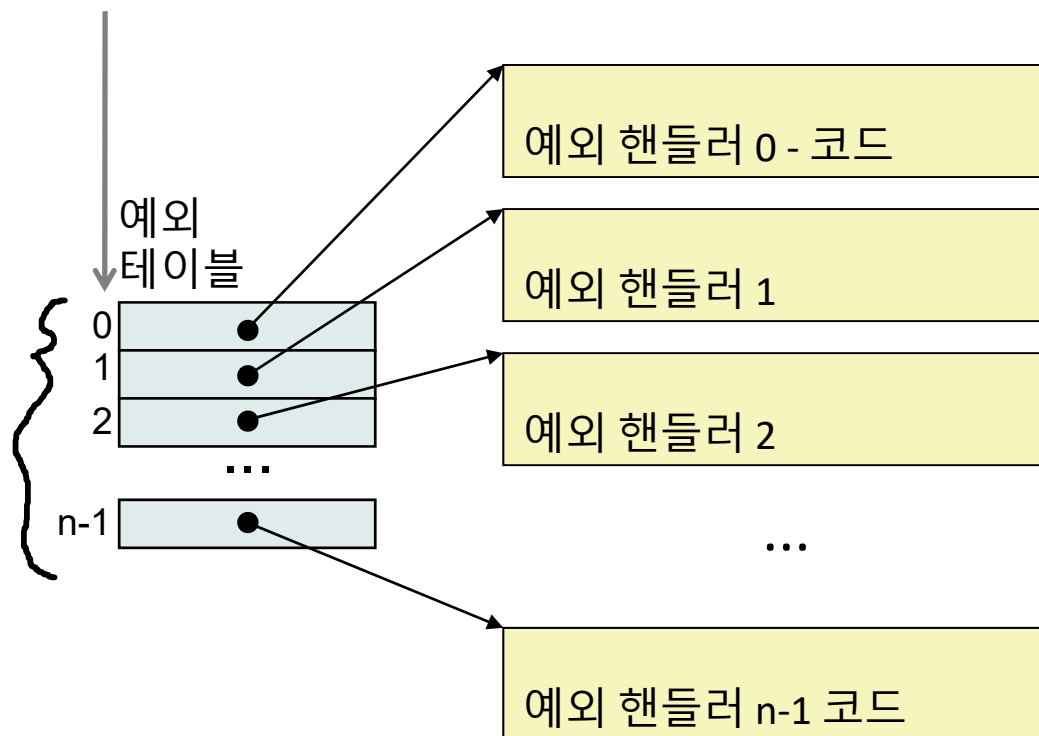 예외
테이블
0
1
2
...
n-1
예외 핸들러 0 - 코드
예외 핸들러 1
예외 핸들러 2
...
예외 핸들러 n-1 코드